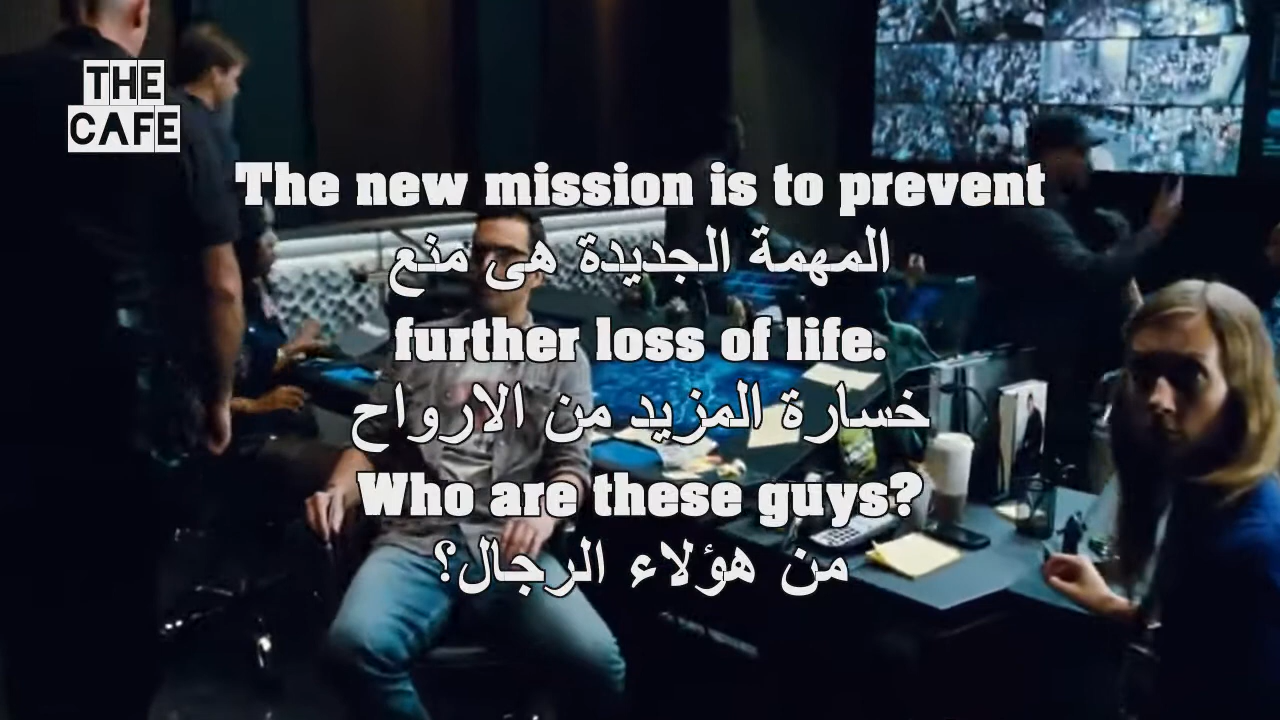 THE
CAFE
The new mission is to prevent
المهمة الجديدة هى منع
further loss of life.
خسارة المزيد من الارواح
Who are these guys?
من هؤلاء الرجال؟